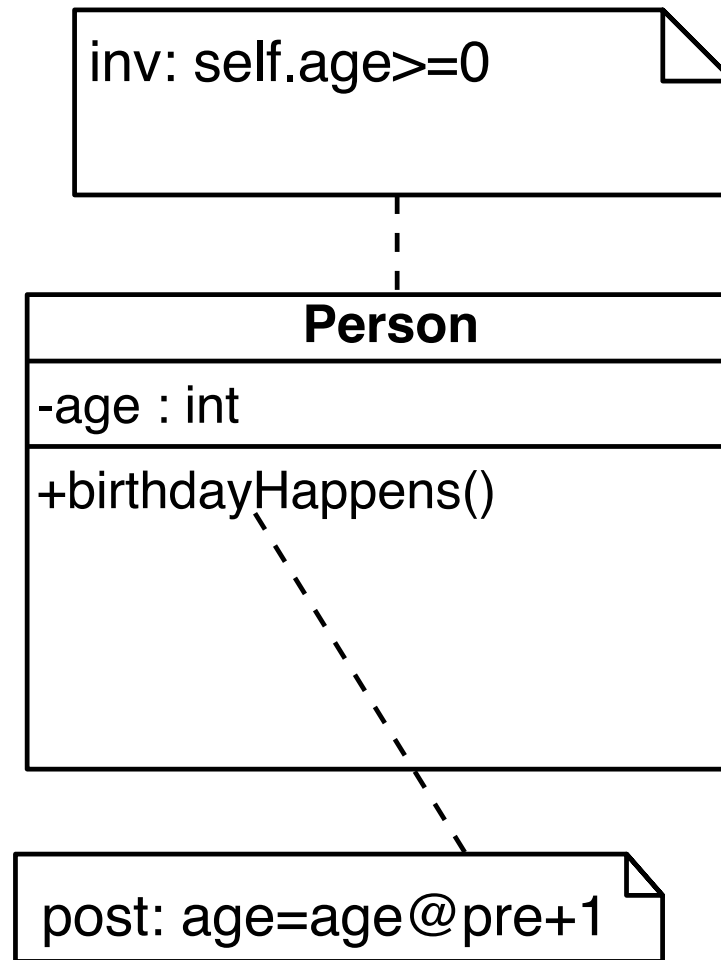 inv: self.age>=0
Person
-age : int
+birthdayHappens()
post: age=age@pre+1